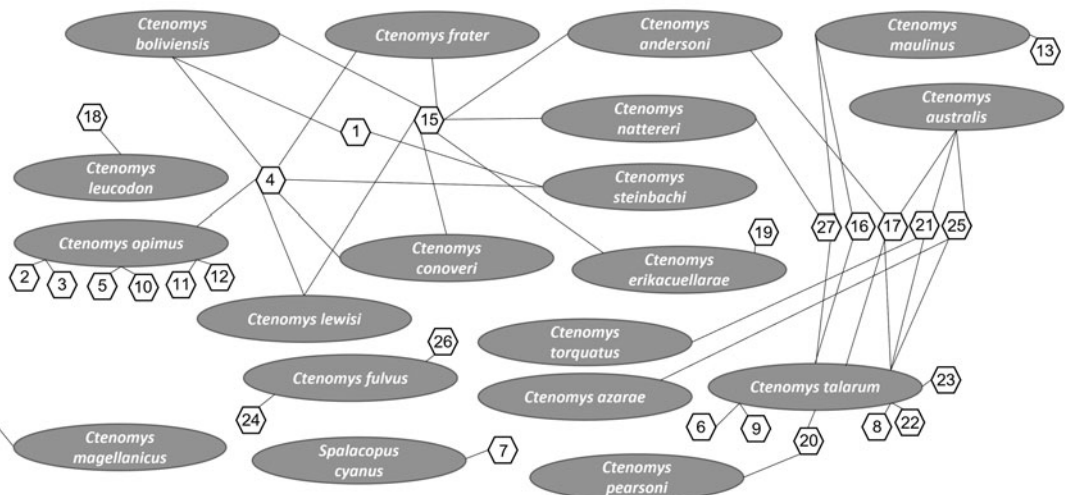 Ctenomys
boliviensis
Ctenomys frater
Ctenomys
andersoni
Ctenomys
maulinus
13
18
1
15
Ctenomys
nattereri
Ctenomys
australis
Ctenomys
leucodon
4
Ctenomys
steinbachi
Ctenomys opimus
2
3
5
10
11
12
Ctenomys
conoveri
19
Ctenomys
erikacuellarae
27
16
17
21
25
Ctenomys lewisi
Ctenomys
torquatus
26
Ctenomys fulvus
24
Ctenomys azarae
Ctenomys talarum
23
6
9
20
8
22
Ctenomys
magellanicus
Spalacopus
cyanus
7
Ctenomys
pearsoni